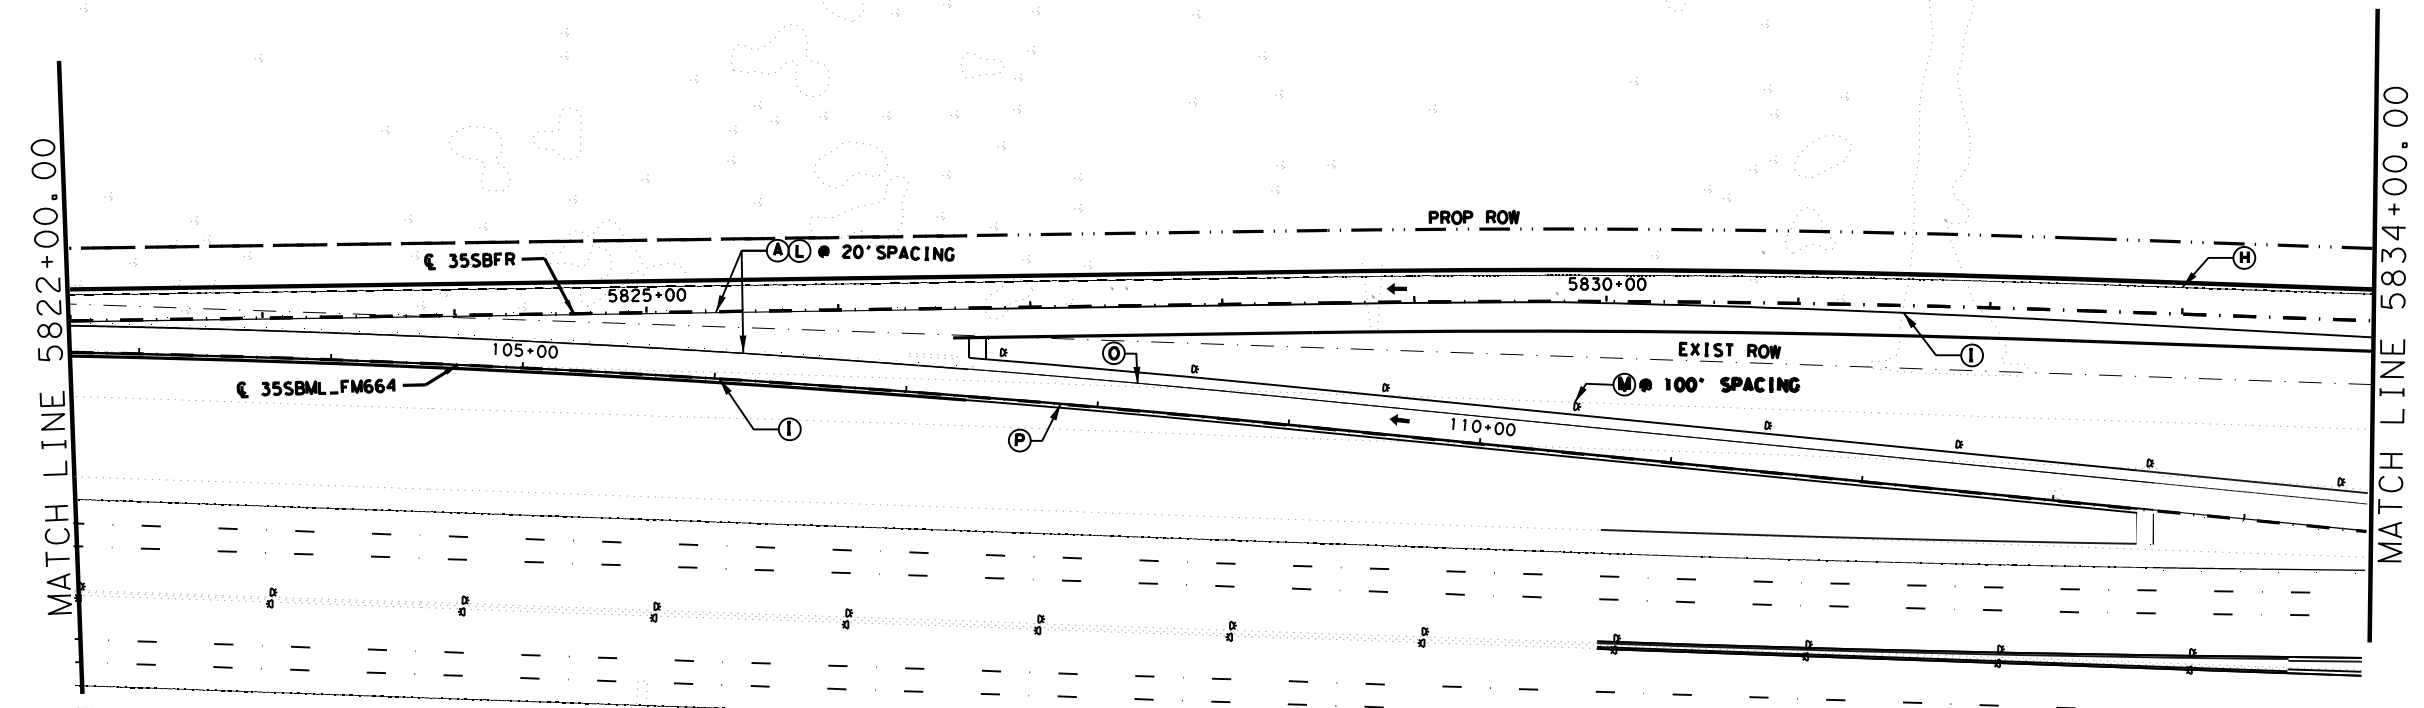 MATCH LINE 5822+00.00
MATCH LINE 5834+00.00
PROP ROW
℄ 35SBFR
A L @ 20' SPACING
H
5825+00
5830+00
105+00
O
EXIST ROW
I
℄ 35SBML_FM664
M @ 100' SPACING
I
P
110+00